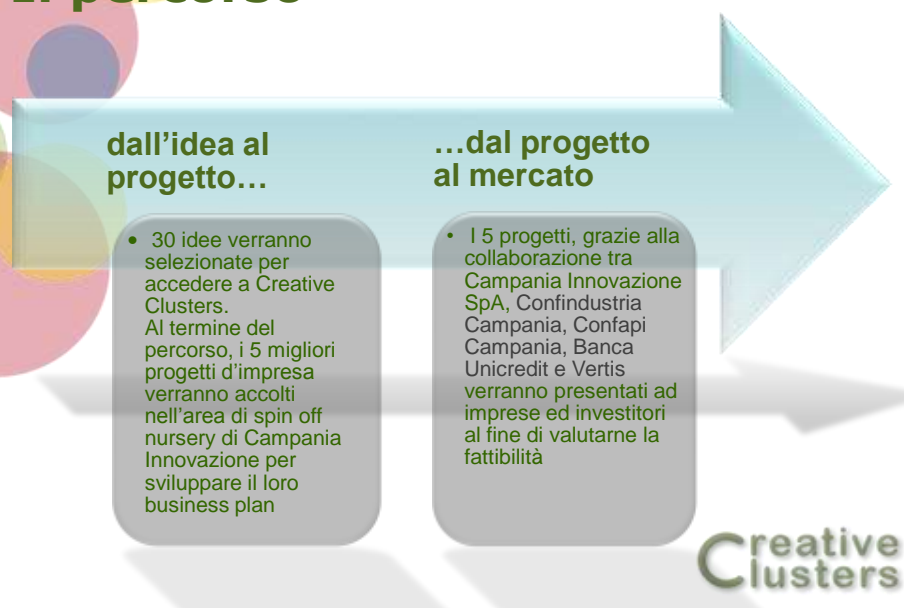 Il percorso
dall’idea al
progetto…
• 30 idee verranno
selezionate per
accedere a Creative
Clusters.
Al termine del
percorso, i 5 migliori
progetti d’impresa
verranno accolti
nell’area di spin off
nursery di Campania
Innovazione per
sviluppare il loro
business plan
…dal progetto
al mercato
• I 5 progetti, grazie alla
collaborazione tra
Campania Innovazione
SpA, Confindustria
Campania, Confapi
Campania, Banca
Unicredit e Vertis
verranno presentati ad
imprese ed investitori
al fine di valutarne la
fattibilità
Creative
Clusters